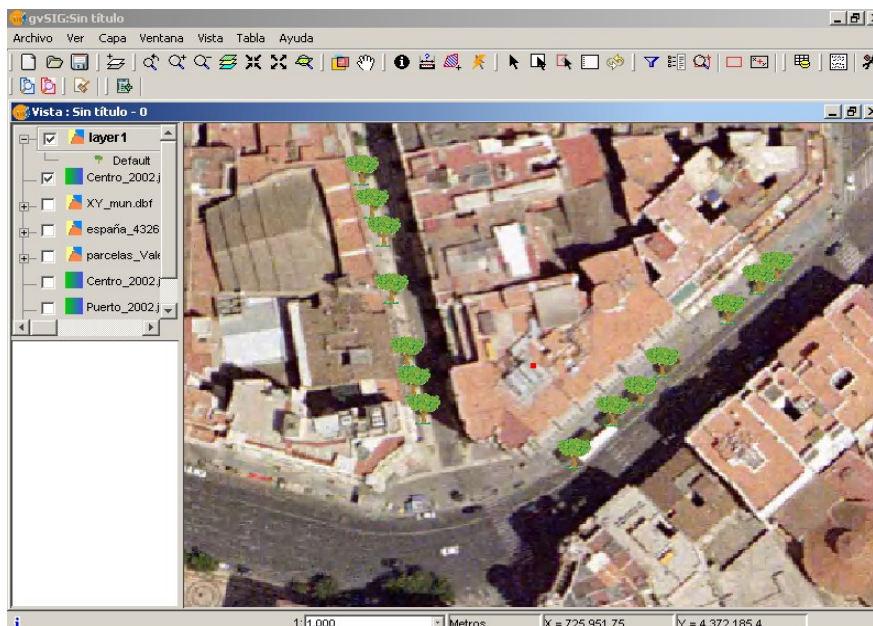 gvSIG:Sin título
Archivo Ver Capa Ventana Vista Tabla Ayuda
Vista : Sin título - 0
layer1
Default
Centro_2002.j
XY_mun.dbf
españa_4326
parcelas_Vale
Centro_2002.j
Puerto_2002.j
1: 1.000 Metros X = 725.951,75 Y = 4.372.185,4